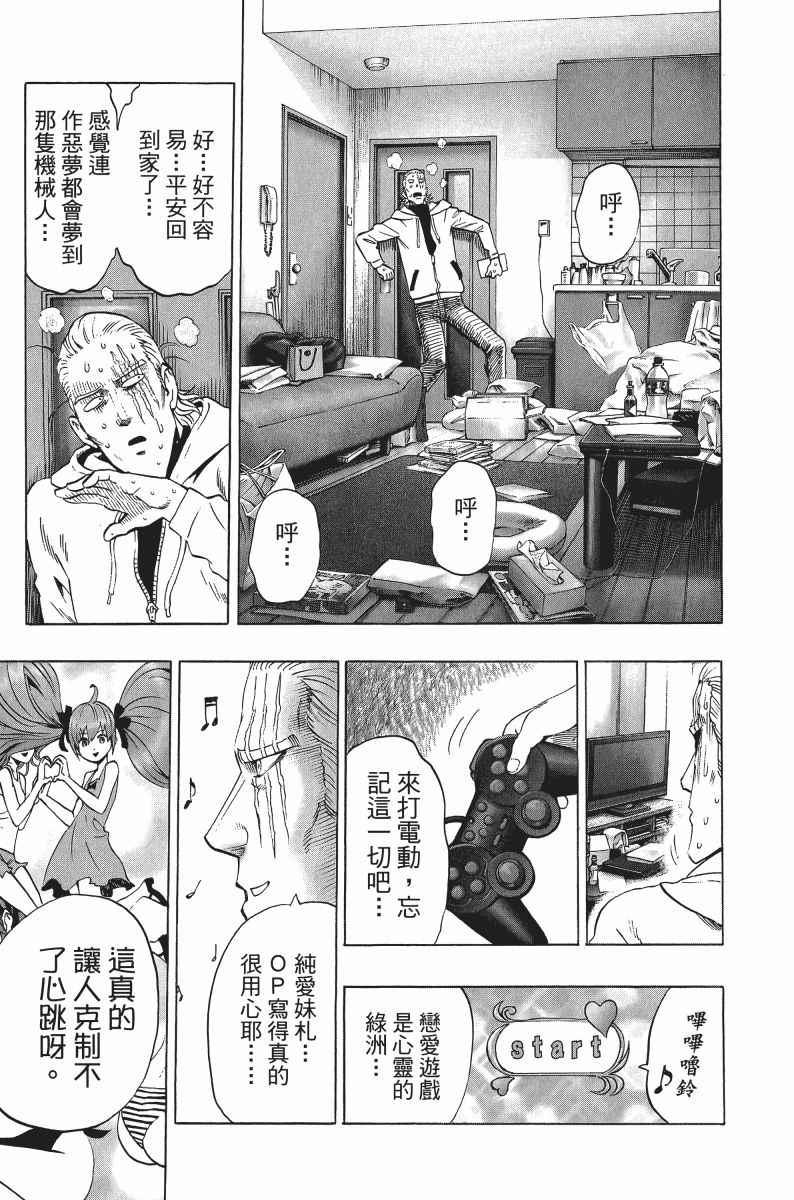 呼…
呼…
呼…
好…好不容
易…平安回
到家了…
感覺連
作惡夢都會夢到
那隻機械人…
來打電動，忘
記這一切吧…
嗶嗶嚕鈴
start
戀愛遊戲
是心靈的
綠洲…
純愛妹札…
OP寫得真的
很用心耶……
這真的
讓人克制不
了心跳呀。